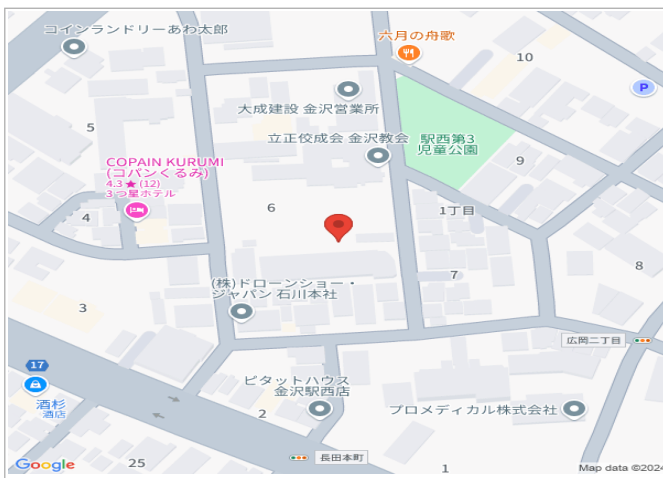 コインランドリーあわ太郎
六月の舟歌
10
P
大成建設 金沢営業所
5
立正佼成会 金沢教会
駅西第3
児童公園
9
COPAIN KURUMI
(コパンくるみ)
4.3★(12)
3つ星ホテル
4
6
1丁目
7
8
(株)ドローンショー・
ジャパン 石川本社
3
広岡二丁目
17
酒杉
酒店
ピタットハウス
金沢駅西店
2
プロメディカル株式会社
長田本町
25
1
Google
Map data ©2024